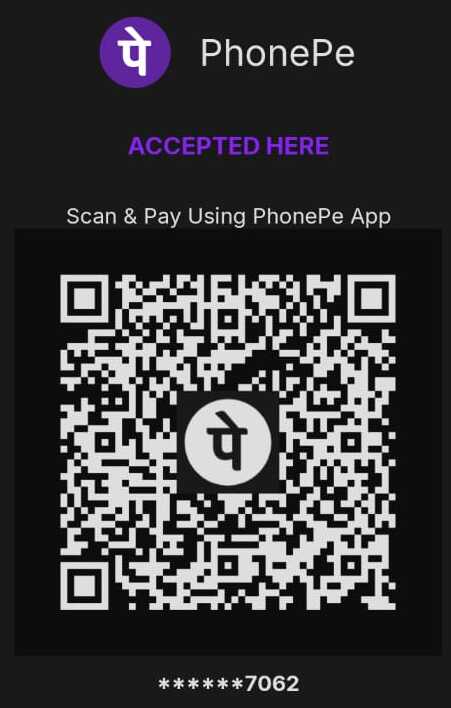 पे PhonePe
ACCEPTED HERE
Scan & Pay Using PhonePe App
पे
******7062